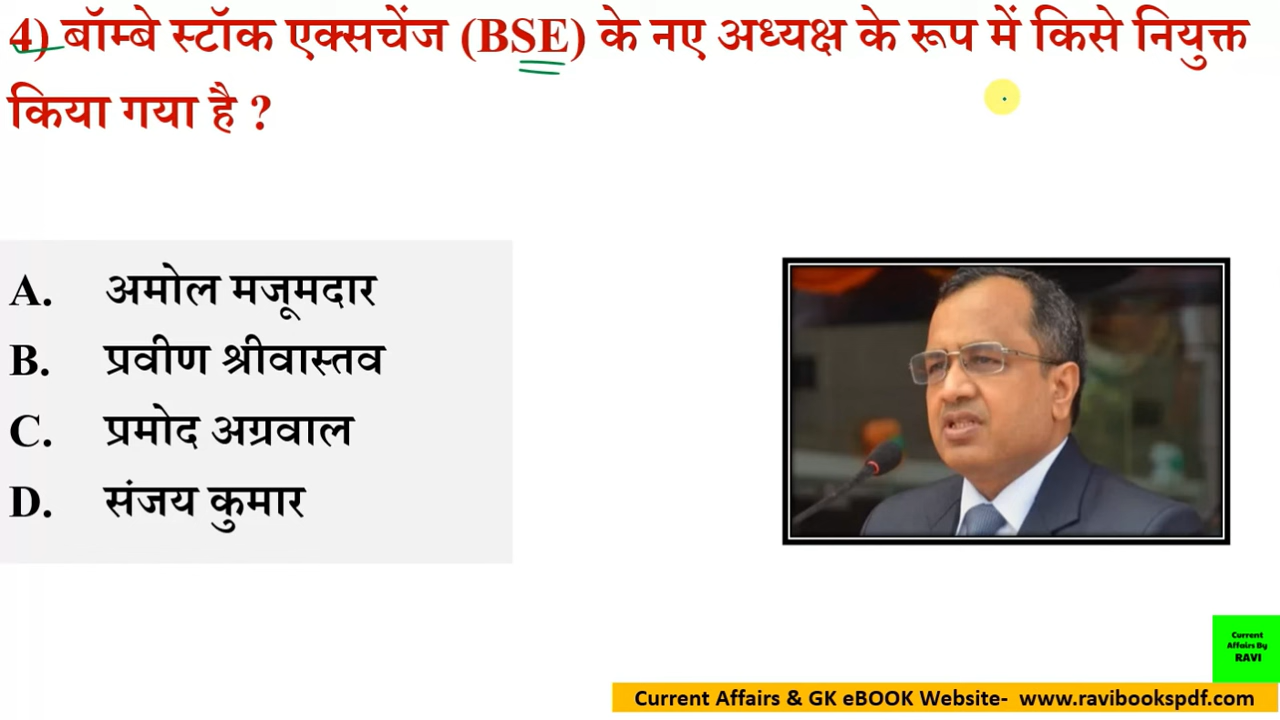 4) बॉम्बे स्टॉक एक्सचेंज (BSE) के नए अध्यक्ष के रूप में किसे नियुक्त
किया गया है ?
A. अमोल मजूमदार
B. प्रवीण श्रीवास्तव
C. प्रमोद अग्रवाल
D. संजय कुमार
Current
Affairs By
RAVI
Current Affairs & GK eBOOK Website- www.ravibookspdf.com